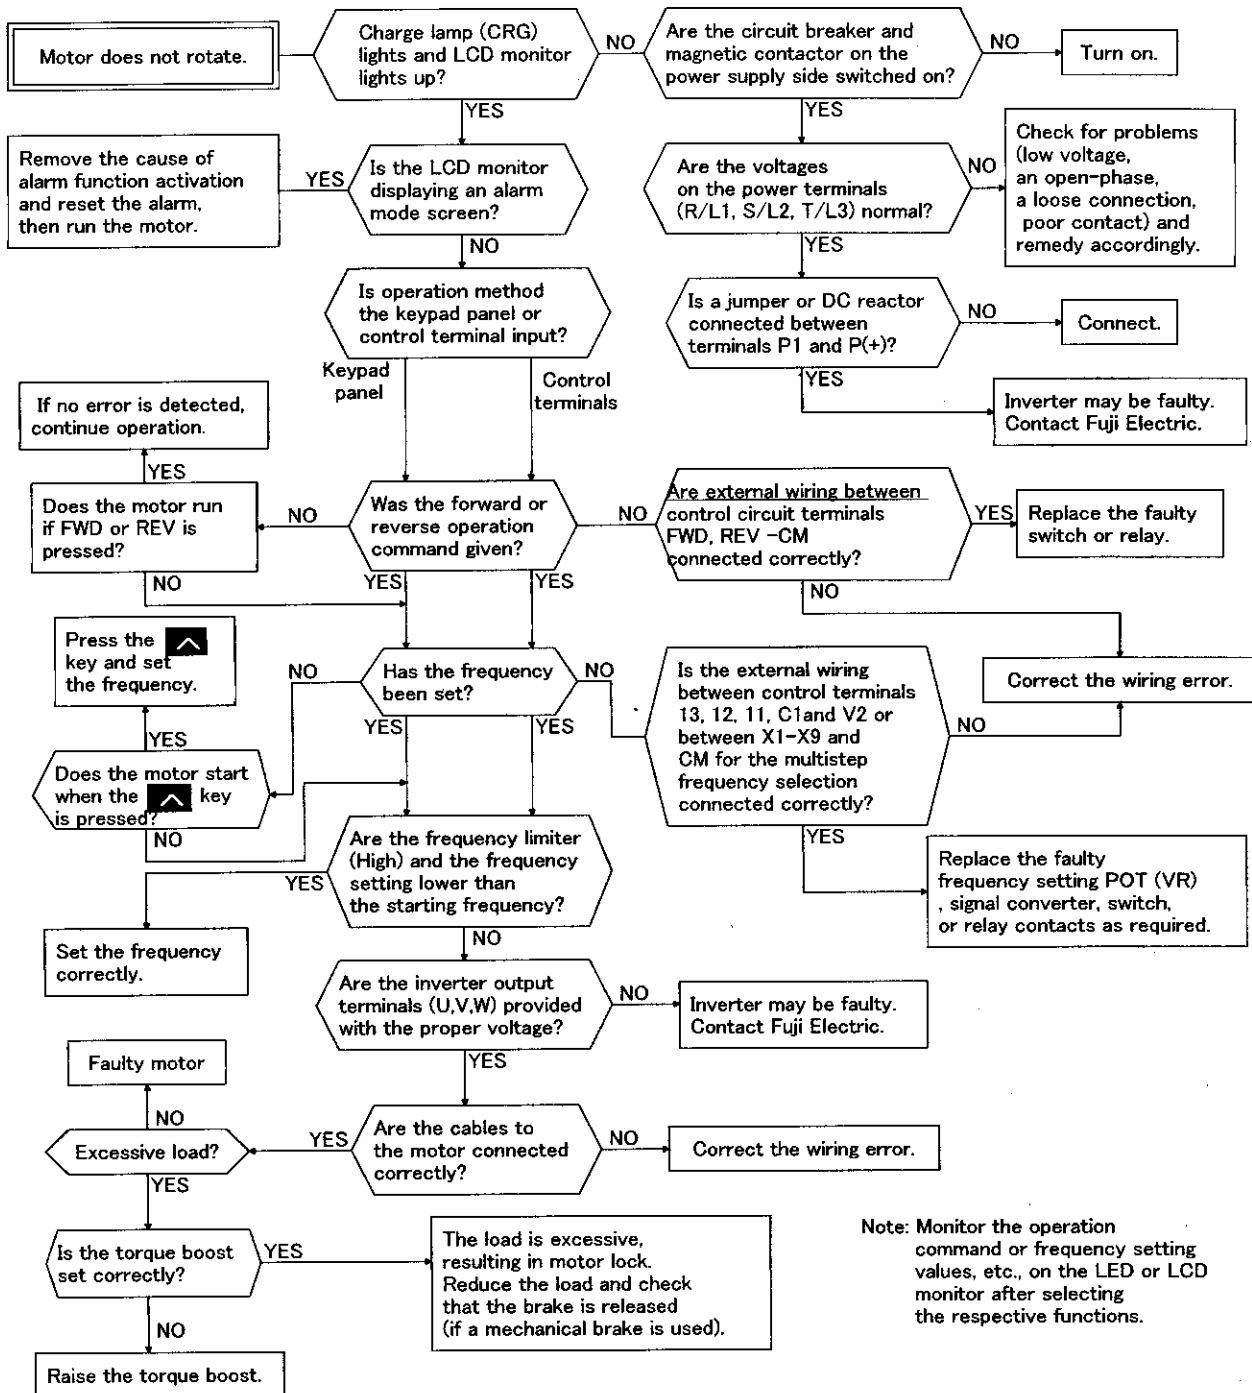 Motor does not rotate.
Charge lamp (CRG)
lights and LCD monitor
lights up?
NO
Are the circuit breaker and
magnetic contactor on the
power supply side switched on?
NO
Turn on.
YES
YES
Remove the cause of
alarm function activation
and reset the alarm,
then run the motor.
YES
Is the LCD monitor
displaying an alarm
mode screen?
Are the voltages
on the power terminals
(R/L1, S/L2, T/L3) normal?
NO
Check for problems
(low voltage,
an open-phase,
a loose connection,
poor contact) and
remedy accordingly.
NO
YES
Is operation method
the keypad panel or
control terminal input?
Is a jumper or DC reactor
connected between
terminals P1 and P(+)?
NO
Connect.
Keypad
panel
Control
terminals
YES
Inverter may be faulty.
Contact Fuji Electric.
If no error is detected,
continue operation.
YES
Does the motor run
if FWD or REV is
pressed?
NO
Was the forward or
reverse operation
command given?
NO
Are external wiring between
control circuit terminals
FWD, REV -CM
connected correctly?
YES
Replace the faulty
switch or relay.
NO
YES
YES
NO
Press the
key and set
the frequency.
NO
Has the frequency
been set?
NO
Is the external wiring
between control terminals
13, 12, 11, C1and V2 or
between X1-X9 and
CM for the multistep
frequency selection
connected correctly?
NO
Correct the wiring error.
YES
YES
YES
Does the motor start
when the key
is pressed?
NO
YES
Are the frequency limiter
(High) and the frequency
setting lower than
the starting frequency?
YES
Replace the faulty
frequency setting POT (VR)
, signal converter, switch,
or relay contacts as required.
Set the frequency
correctly.
NO
Are the inverter output
terminals (U,V,W) provided
with the proper voltage?
NO
Inverter may be faulty.
Contact Fuji Electric.
YES
Faulty motor
NO
Excessive load?
YES
Are the cables to
the motor connected
correctly?
NO
Correct the wiring error.
YES
Is the torque boost
set correctly?
YES
The load is excessive,
resulting in motor lock.
Reduce the load and check
that the brake is released
(if a mechanical brake is used).
NO
Raise the torque boost.
Note: Monitor the operation
command or frequency setting
values, etc., on the LED or LCD
monitor after selecting
the respective functions.